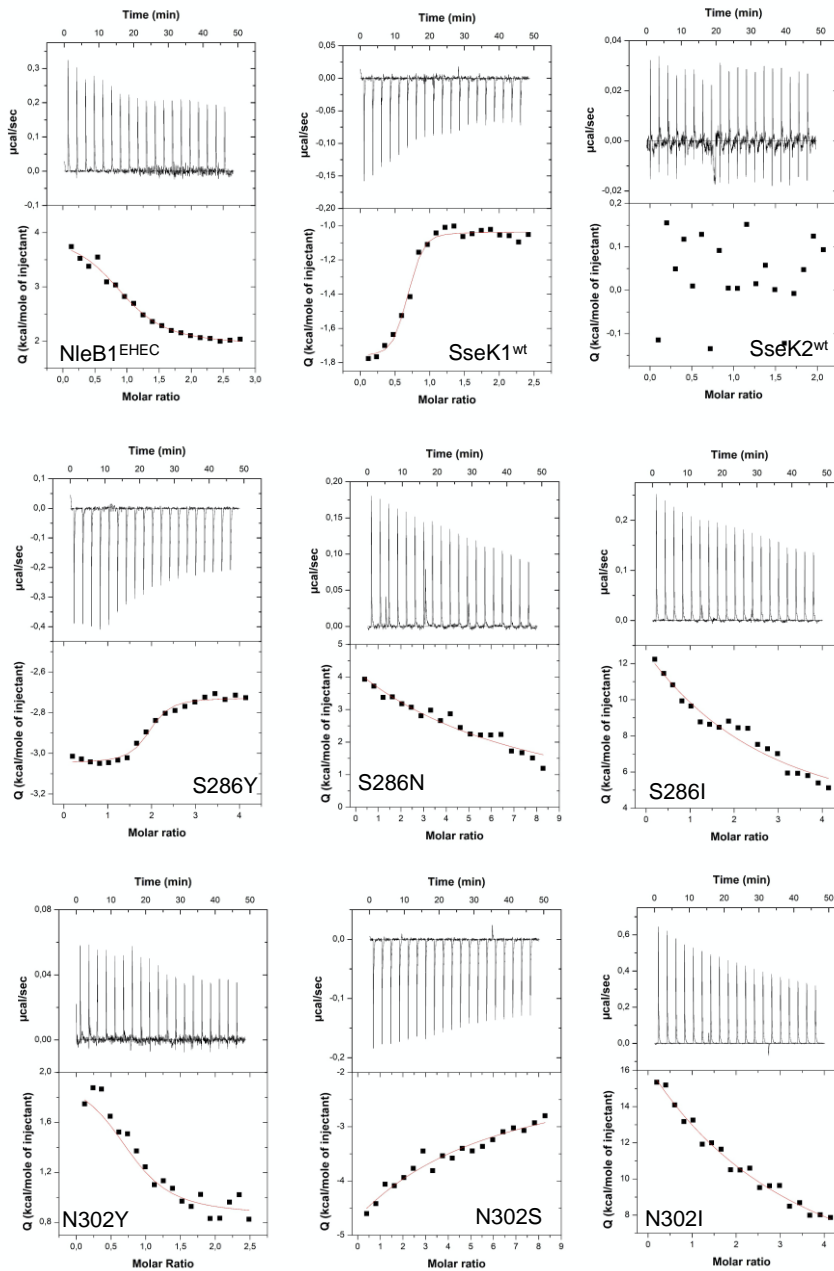 Time (min)
0 10 20 30 40 50
0,3
0,2
0,1
0,0
-0,1
µcal/sec
4
3
2
Q (kcal/mole of injectant)
NleB1EHEC
0,0 0,5 1,0 1,5 2,0 2,5 3,0
Molar ratio
Time (min)
0 10 20 30 40 50
0,05
0,00
-0,05
-0,10
-0,15
-0,20
µcal/sec
-1,0
-1,2
-1,4
-1,6
-1,8
Q (kcal/mole of injectant)
SseK1wt
0,0 0,5 1,0 1,5 2,0 2,5
Molar ratio
Time (min)
0 10 20 30 40 50
0,04
0,02
0,00
-0,02
µcal/sec
0,2
0,1
0,0
-0,1
Q (kcal/mole of injectant)
SseK2wt
0,0 0,5 1,0 1,5 2,0
Molar ratio
Time (min)
0 10 20 30 40 50
0,1
0,0
-0,1
-0,2
-0,3
-0,4
µcal/sec
-2,6
-2,8
-3,0
-3,2
Q (kcal/mole of injectant)
S286Y
0 1 2 3 4
Molar ratio
Time (min)
0 10 20 30 40 50
0,20
0,15
0,10
0,05
0,00
µcal/sec
5
4
3
2
1
0
Q (kcal/mole of injectant)
S286N
0 1 2 3 4 5 6 7 8 9
Molar ratio
Time (min)
0 10 20 30 40 50
0,2
0,1
0,0
µcal/sec
14
12
10
8
6
4
Q (kcal/mole of injectant)
S286I
0 1 2 3 4
Molar ratio
Time (min)
0 10 20 30 40 50
0,08
0,04
0,00
µcal/sec
2,0
1,6
1,2
0,8
Q (kcal/mole of injectant)
N302Y
0,0 0,5 1,0 1,5 2,0 2,5
Molar Ratio
Time (min)
0 10 20 30 40 50
0,0
-0,1
-0,2
µcal/sec
-2
-3
-4
-5
Q (kcal/mole of injectant)
N302S
0 1 2 3 4 5 6 7 8 9
Molar ratio
Time (min)
0 10 20 30 40 50
0,6
0,4
0,2
0,0
µcal/sec
16
14
12
10
8
6
Q (kcal/mole of injectant)
N302I
0 1 2 3 4
Molar ratio